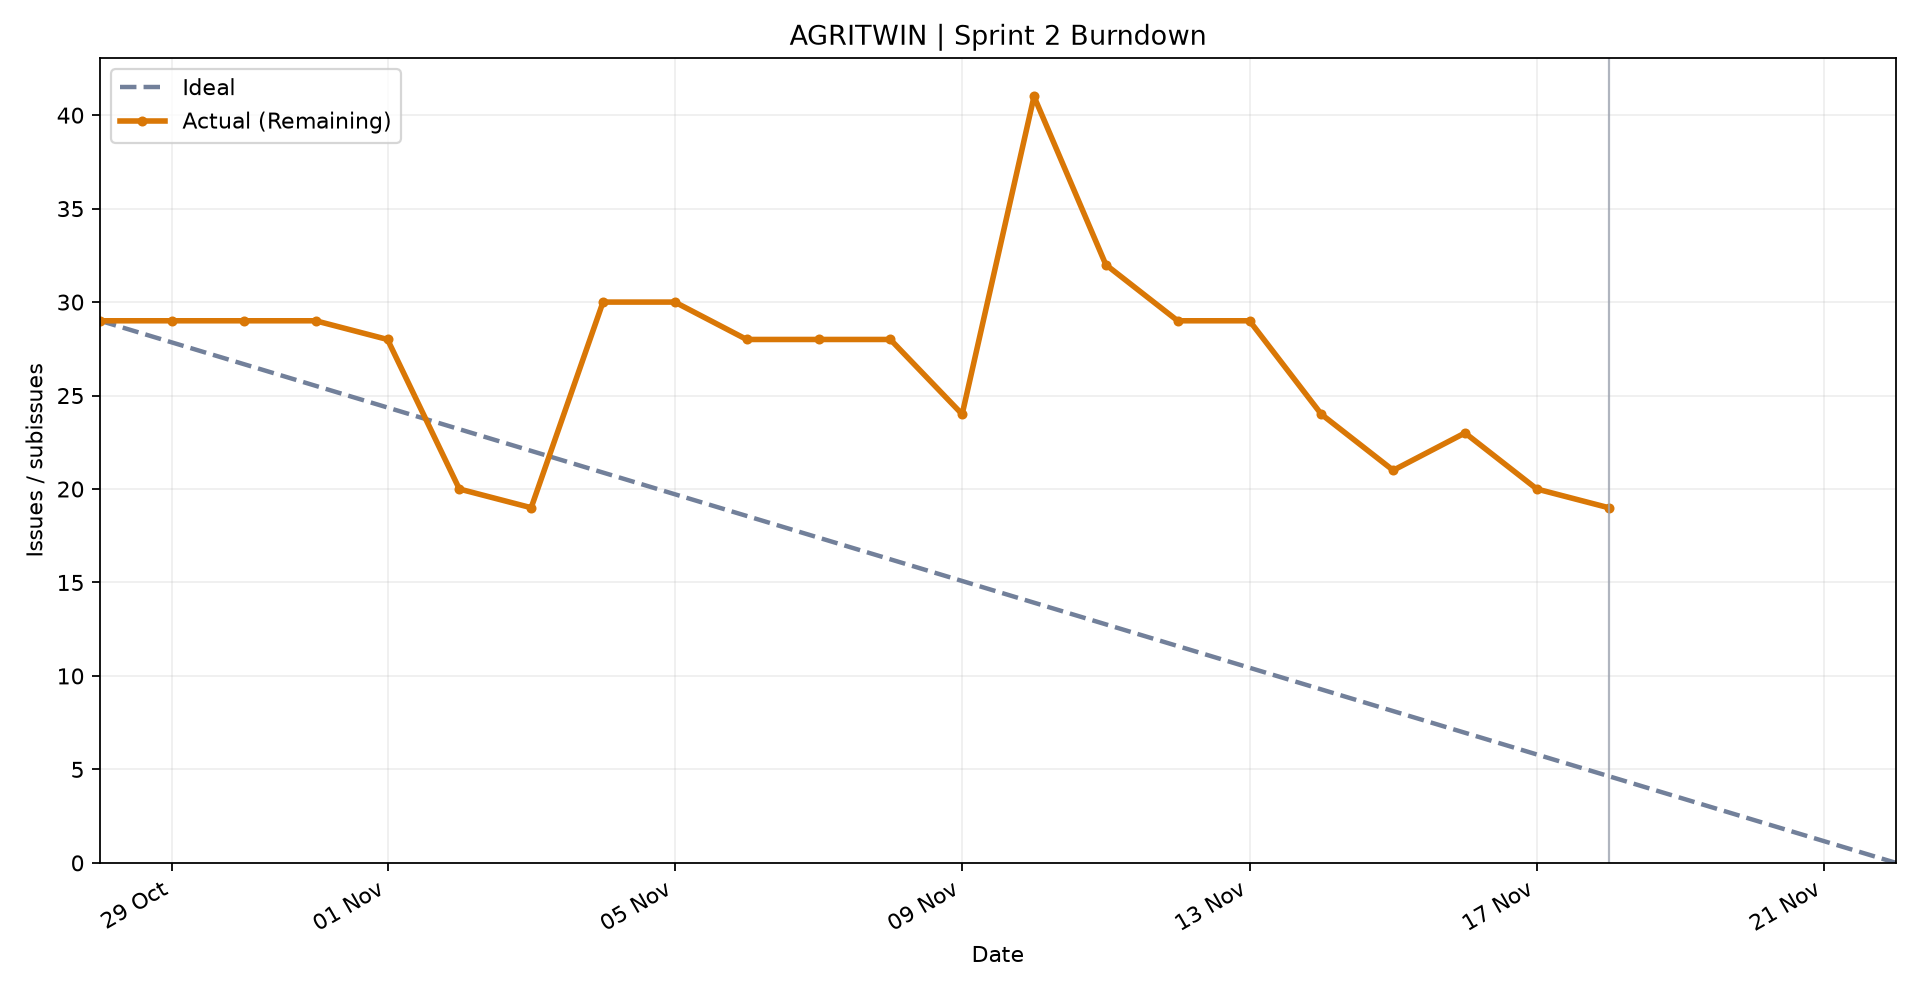 AGRITWIN | Sprint 2 Burndown
Ideal
Actual (Remaining)
40
35
30
25
20
15
10
5
0
Issues / subissues
29 Oct
01 Nov
05 Nov
09 Nov
13 Nov
17 Nov
21 Nov
Date